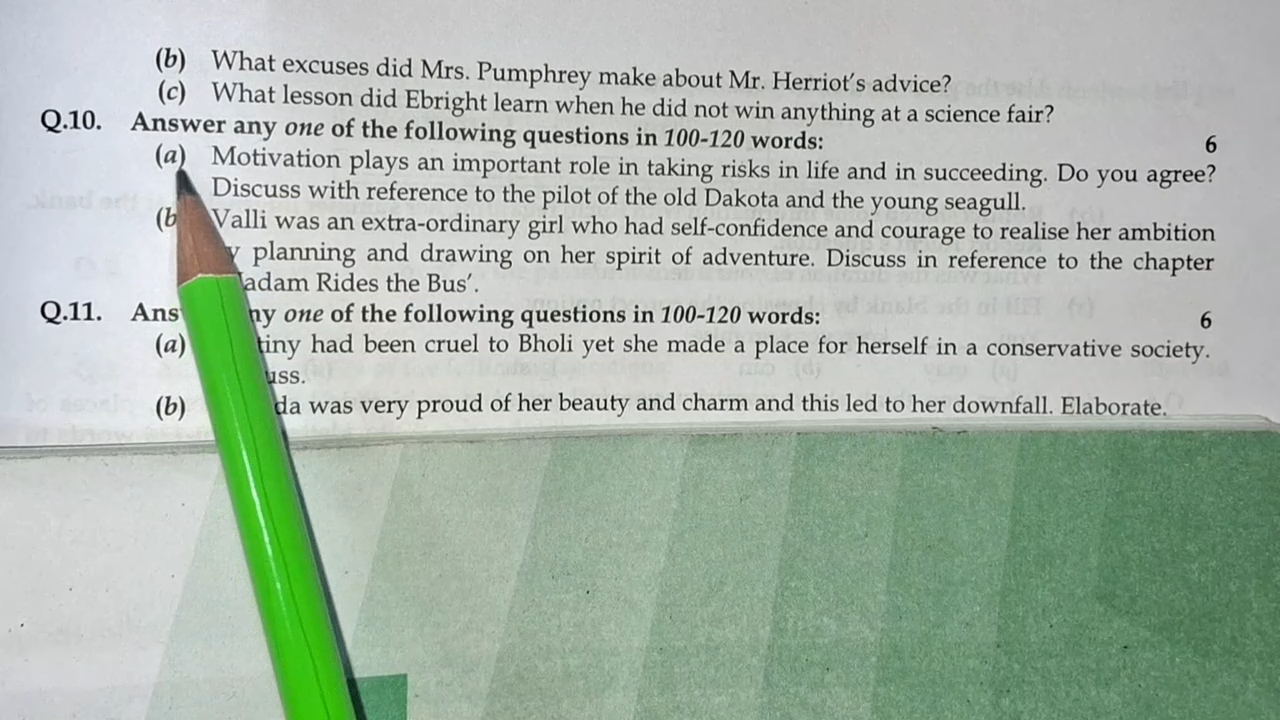 (b) What excuses did Mrs. Pumphrey make about Mr. Herriot's advice?
(c) What lesson did Ebright learn when he did not win anything at a science fair?
Q.10. Answer any one of the following questions in 100-120 words: 6
(a) Motivation plays an important role in taking risks in life and in succeeding. Do you agree?
Discuss with reference to the pilot of the old Dakota and the young seagull.
(b Valli was an extra-ordinary girl who had self-confidence and courage to realise her ambition
y planning and drawing on her spirit of adventure. Discuss in reference to the chapter
adam Rides the Bus'.
Q.11. Ans ny one of the following questions in 100-120 words: 6
(a) tiny had been cruel to Bholi yet she made a place for herself in a conservative society.
uss.
(b) da was very proud of her beauty and charm and this led to her downfall. Elaborate.